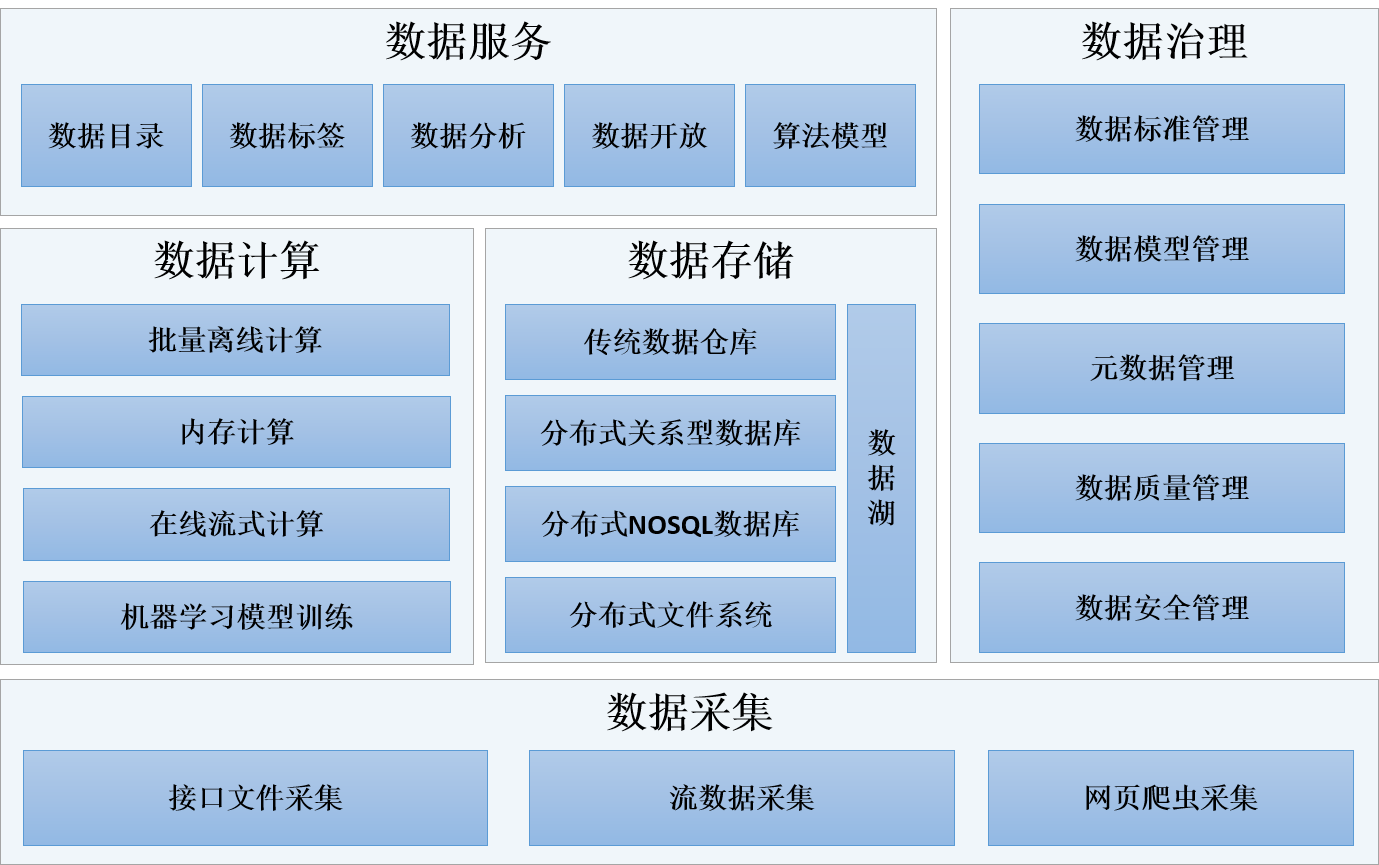 数据服务
数据目录
数据标签
数据分析
数据开放
算法模型
数据治理
数据标准管理
数据模型管理
元数据管理
数据质量管理
数据安全管理
数据计算
批量离线计算
内存计算
在线流式计算
机器学习模型训练
数据存储
传统数据仓库
分布式关系型数据库
分布式NOSQL数据库
分布式文件系统
数据湖
数据采集
接口文件采集
流数据采集
网页爬虫采集